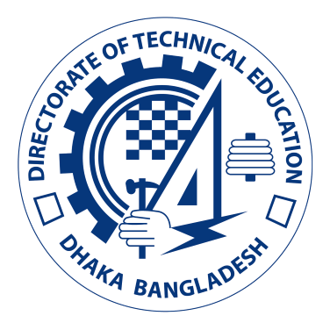 DIRECTORATE OF TECHNICAL EDUCATION
DHAKA BANGLADESH